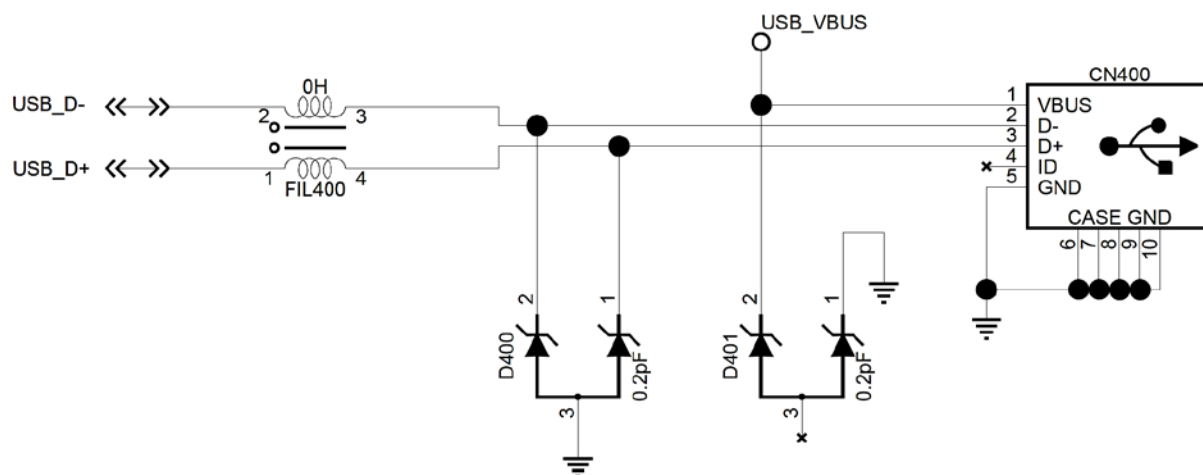 USB_VBUS
CN400
0H
USB_D-
2
3
1
VBUS
2
D-
3
D+
4
ID
5
GND
USB_D+
1
4
FIL400
CASE GND
6
7
8
9
10
2
1
2
1
D400
0.2pF
D401
0.2pF
3
3